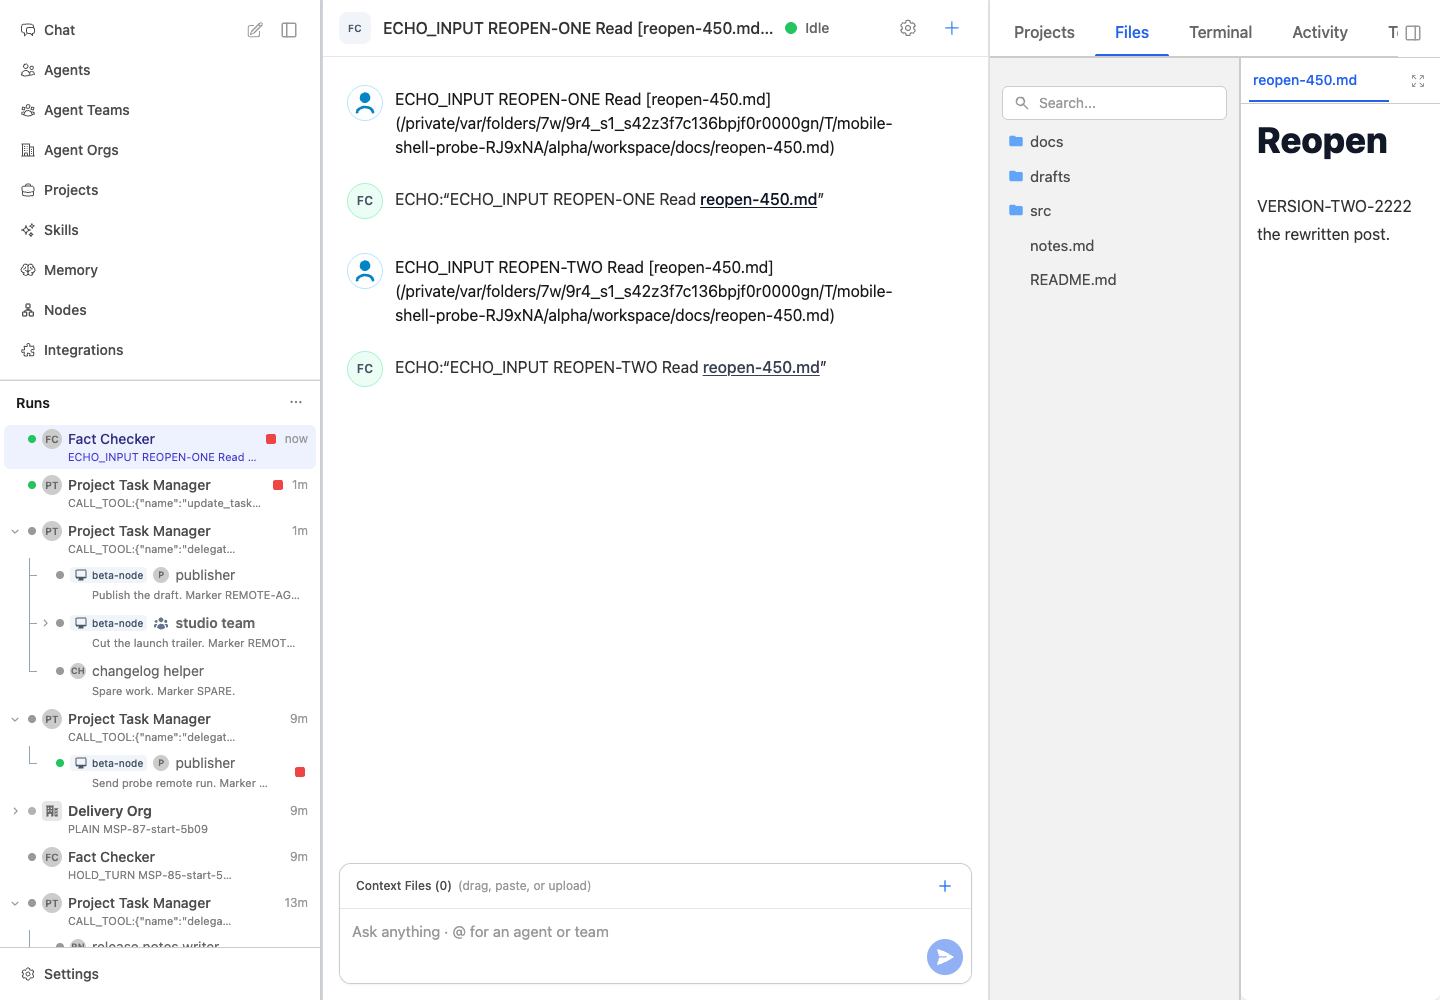 Chat
Agents
Agent Teams
Agent Orgs
Projects
Skills
Memory
Nodes
Integrations
Runs
FC Fact Checker now
ECHO_INPUT REOPEN-ONE Read ...
PT Project Task Manager 1m
CALL_TOOL:{"name":"update_task...
PT Project Task Manager 1m
CALL_TOOL:{"name":"delegat...
beta-node P publisher
Publish the draft. Marker REMOTE-AG...
beta-node studio team
Cut the launch trailer. Marker REMOT...
CH changelog helper
Spare work. Marker SPARE.
PT Project Task Manager 9m
CALL_TOOL:{"name":"delegat...
beta-node P publisher
Send probe remote run. Marker ...
Delivery Org 9m
PLAIN MSP-87-start-5b09
FC Fact Checker 9m
HOLD_TURN MSP-85-start-5...
PT Project Task Manager 13m
CALL_TOOL:{"name":"delega...
RN release notes writer
Settings
FC ECHO_INPUT REOPEN-ONE Read [reopen-450.md... Idle
ECHO_INPUT REOPEN-ONE Read [reopen-450.md]
(/private/var/folders/7w/9r4_s1_s42z3f7c136bpjf0r0000gn/T/mobile-
shell-probe-RJ9xNA/alpha/workspace/docs/reopen-450.md)
FC ECHO:“ECHO_INPUT REOPEN-ONE Read reopen-450.md”
ECHO_INPUT REOPEN-TWO Read [reopen-450.md]
(/private/var/folders/7w/9r4_s1_s42z3f7c136bpjf0r0000gn/T/mobile-
shell-probe-RJ9xNA/alpha/workspace/docs/reopen-450.md)
FC ECHO:“ECHO_INPUT REOPEN-TWO Read reopen-450.md”
Context Files (0) (drag, paste, or upload)
Ask anything · @ for an agent or team
Projects Files Terminal Activity
Search...
docs
drafts
src
notes.md
README.md
reopen-450.md
Reopen
VERSION-TWO-2222
the rewritten post.